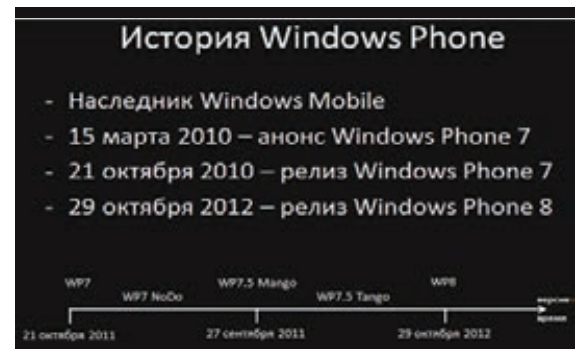 История Windows Phone
- Наследник Windows Mobile
- 15 марта 2010 – анонс Windows Phone 7
- 21 октября 2010 – релиз Windows Phone 7
- 29 октября 2012 – релиз Windows Phone 8
WP7 WP7.5 Mango WP8
WP7 NoDo WP7.5 Tango
версия
время
21 октября 2011 27 сентября 2011 29 октября 2012